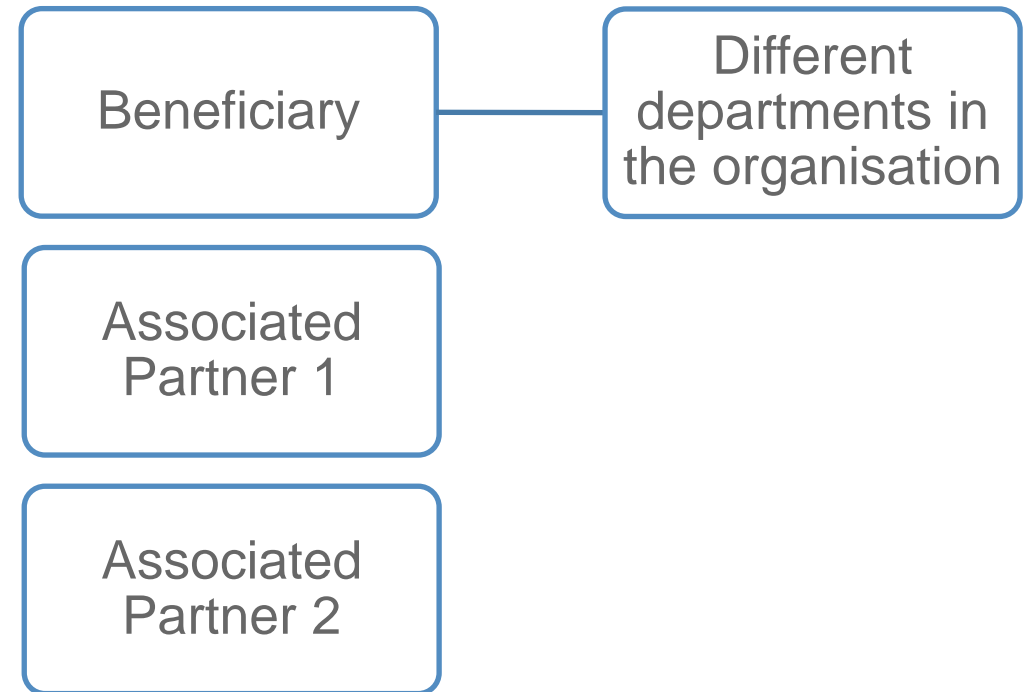 Beneficiary
Different
departments in
the organisation
Associated
Partner 1
Associated
Partner 2